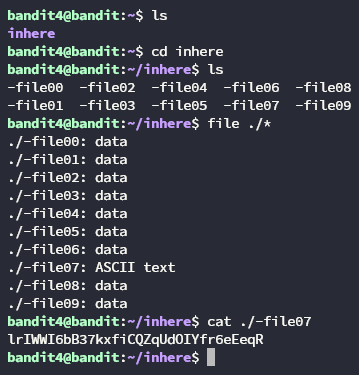 bandit4@bandit:~$ ls
inhere
bandit4@bandit:~$ cd inhere
bandit4@bandit:~/inhere$ ls
-file00  -file02  -file04  -file06  -file08
-file01  -file03  -file05  -file07  -file09
bandit4@bandit:~/inhere$ file ./*
./-file00: data
./-file01: data
./-file02: data
./-file03: data
./-file04: data
./-file05: data
./-file06: data
./-file07: ASCII text
./-file08: data
./-file09: data
bandit4@bandit:~/inhere$ cat ./-file07
lrIWWI6bB37kxfiCQZqUdOIYfr6eEeqR
bandit4@bandit:~/inhere$